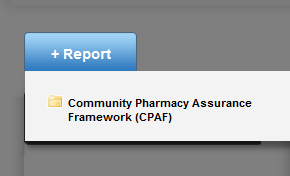 + Report
Community Pharmacy Assurance
Framework (CPAF)